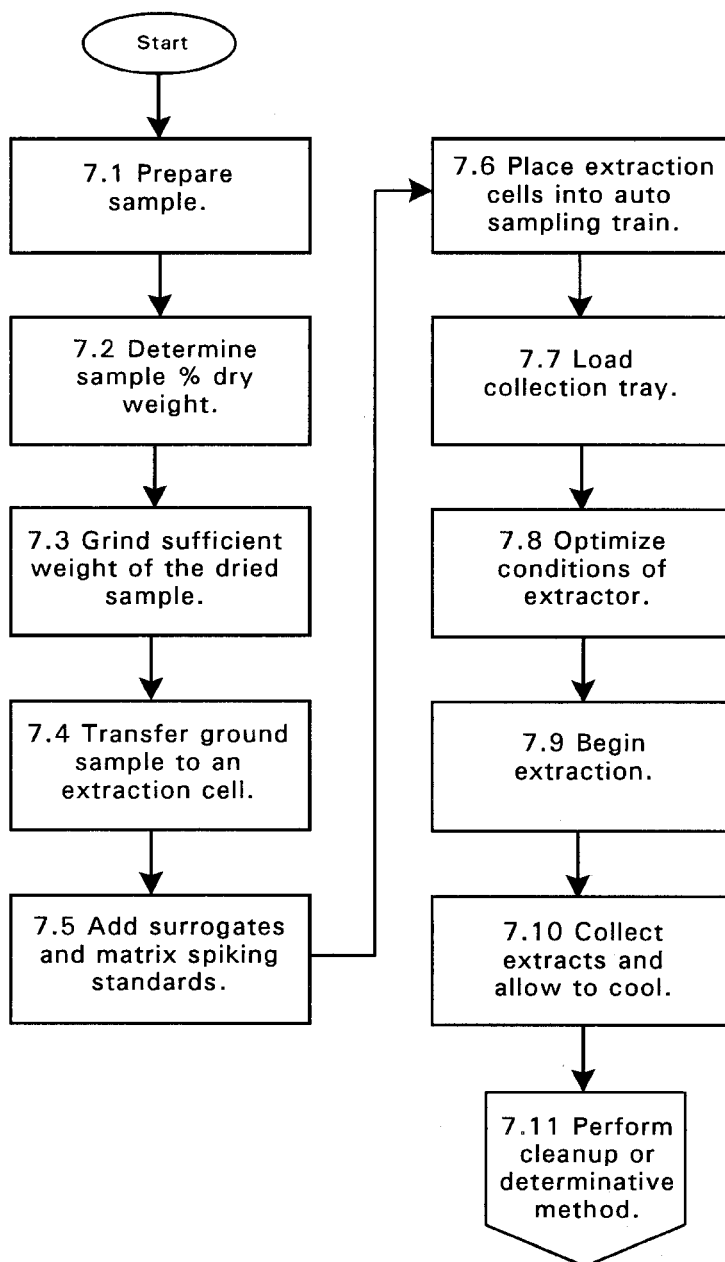 Start
7.1 Prepare
sample.
7.2 Determine
sample % dry
weight.
7.3 Grind sufficient
weight of the dried
sample.
7.4 Transfer ground
sample to an
extraction cell.
7.5 Add surrogates
and matrix spiking
standards.
7.6 Place extraction
cells into auto
sampling train.
7.7 Load
collection tray.
7.8 Optimize
conditions of
extractor.
7.9 Begin
extraction.
7.10 Collect
extracts and
allow to cool.
7.11 Perform
cleanup or
determinative
method.